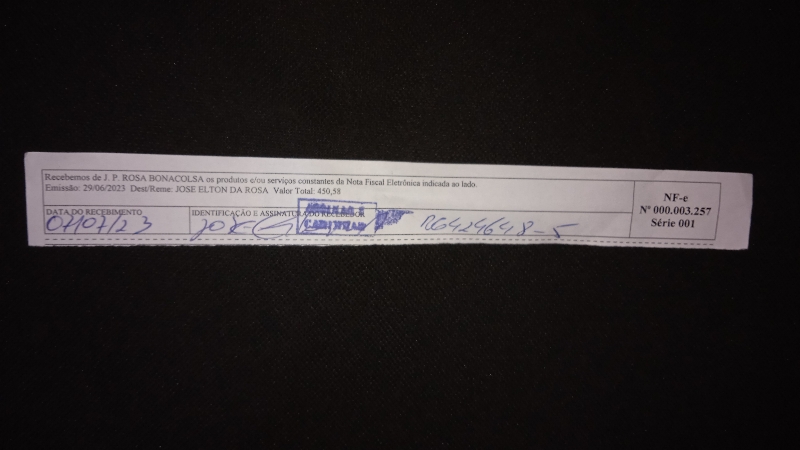 Recebemos de J. P. ROSA BONACOLSA os produtos e/ou serviços constantes da Nota Fiscal Eletrônica indicada ao lado.
Emissão: 29/06/2023 Dest/Reme: JOSE ELTON DA ROSA Valor Total: 450,58
DATA DO RECEBIMENTO
07/07/23
IDENTIFICAÇÃO E ASSINATURA DO RECEBEDOR
RG424648-5
NF-e
Nº 000.003.257
Série 001